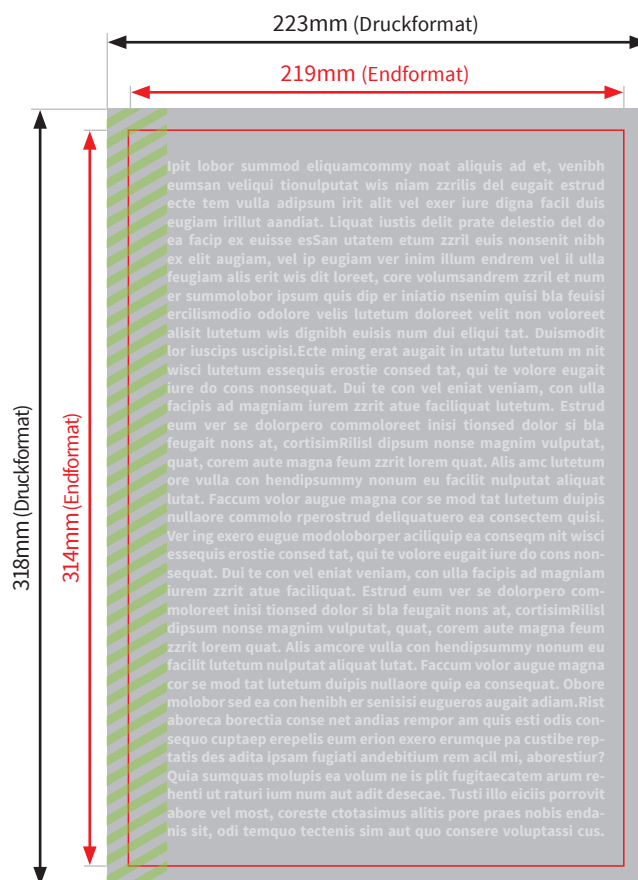 223mm (Druckformat)
219mm (Endformat)
318mm (Druckformat)
314mm (Endformat)
Ipit lobor summod eliquamcommy noat aliquis ad et, venibh
eumsan veliqui tionulputat wis niam zzrilis del eugait estrud
ecte tem vulla adipsum irit alit vel exer iure digna facil duis
eugiam irillut aandiat. Liquat iustis delit prate delestio del do
ea facip ex euisse esSan utatem etum zzril euis nonsenit nibh
ex elit augiam, vel ip eugiam ver inim illum endrem vel il ulla
feugiam alis erit wis dit loreet, core volumsandrem zzril et num
er summolobor ipsum quis dip er iniatio nsenim quisi bla feuisi
ercilismodio odolore velis lutetum doloreet velit non voloreet
alisit lutetum wis dignibh euisis num dui eliqui tat. Duismodit
lor iuscips uscipisi.Ecte ming erat augait in utatu lutetum m nit
wisci lutetum essequis erostie consed tat, qui te volore eugait
iure do cons nonsequat. Dui te con vel eniat veniam, con ulla
facipis ad magniam iurem zzrit atue faciliquat lutetum. Estrud
eum ver se dolorpero commoloreet inisi tionsed dolor si bla
feugait nons at, cortisimRilisl dipsum nonse magnim vulputat,
quat, corem aute magna feum zzrit lorem quat. Alis amc lutetum
ore vulla con hendipsummy nonum eu facilit nulputat aliquat
lutat. Faccum volor augue magna cor se mod tat lutetum duipis
nullaore commolo rperostrud deliquatuero ea consectem quisi.
Ver ing exero eugue modoloborper aciliquip ea conseqm nit wisci
essequis erostie consed tat, qui te volore eugait iure do cons non-
sequat. Dui te con vel eniat veniam, con ulla facipis ad magniam
iurem zzrit atue faciliquat. Estrud eum ver se dolorpero com-
moloreet inisi tionsed dolor si bla feugait nons at, cortisimRilisl
dipsum nonse magnim vulputat, quat, corem aute magna feum
zzrit lorem quat. Alis amcore vulla con hendipsummy nonum eu
facilit lutetum nulputat aliquat lutat. Faccum volor augue magna
cor se mod tat lutetum duipis nullaore quip ea consequat. Obore
molobor sed ea con henibh er senisisi eugueros augait adiam.Rist
aboreca borectia conse net andias rempor am quis esti odis con-
sequo cuptaep erepelis eum erion exero erumque pa custibe rep-
tatis des adita ipsam fugiati andebitium rem acil mi, aborestiur?
Quia sumquas molupis ea volum ne is plit fugitaecatem arum re-
henti ut raturi ium num aut adit desecae. Tusti illo eiciis porrovit
abore vel most, coreste ctotasimus alitis pore praes nobis enda-
nis sit, odi temquo tectenis sim aut quo consere voluptassi cus.